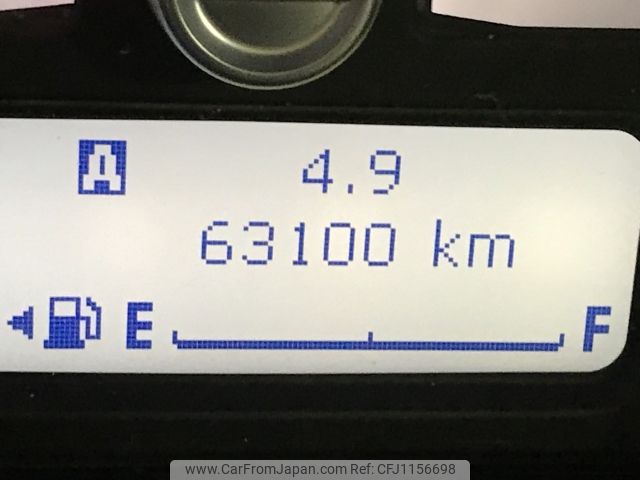 A 4.9
63100 km
E F
www.CarFromJapan.com Ref: CFJ1156698